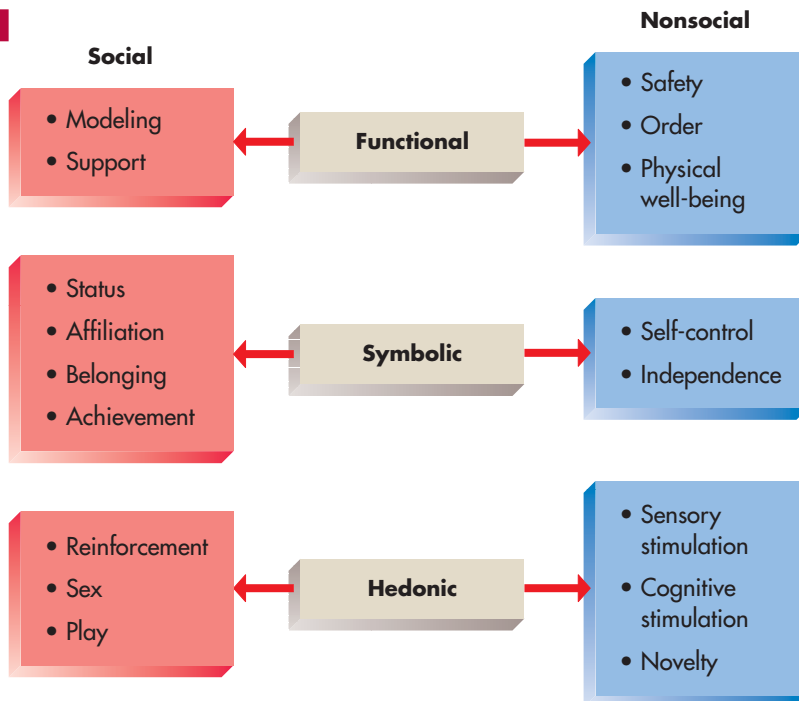 Social
Nonsocial
• Modeling
• Support
Functional
• Safety
• Order
• Physical
well-being
• Status
• Affiliation
• Belonging
• Achievement
Symbolic
• Self-control
• Independence
• Reinforcement
• Sex
• Play
Hedonic
• Sensory
stimulation
• Cognitive
stimulation
• Novelty